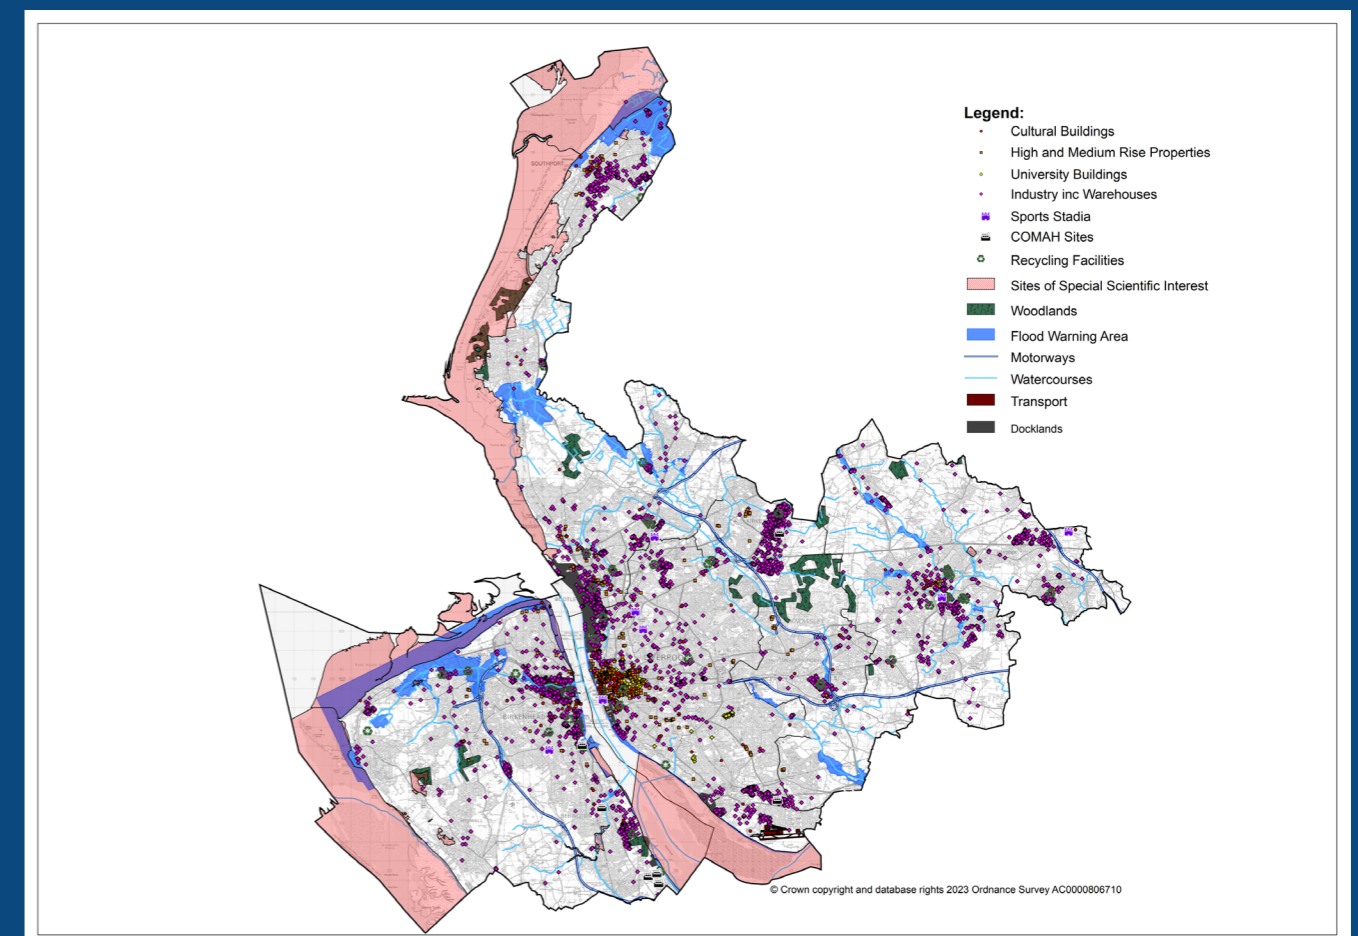 Legend:
Cultural Buildings
High and Medium Rise Properties
University Buildings
Industry inc Warehouses
Sports Stadia
COMAH Sites
Recycling Facilities
Sites of Special Scientific Interest
Woodlands
Flood Warning Area
Motorways
Watercourses
Transport
Docklands
SOUTHPORT
BIRKENHEAD
© Crown copyright and database rights 2023 Ordnance Survey AC0000806710